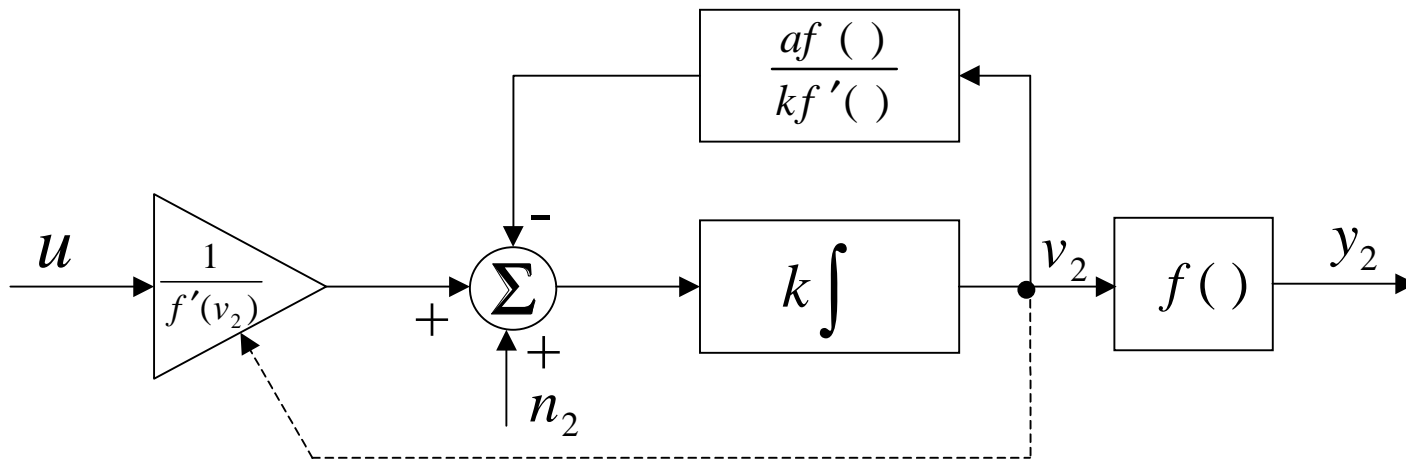 af ( )
kf ′( )
-
u
1
f ′(v₂)
+
Σ
k∫
v₂
f ( )
y₂
+
n₂